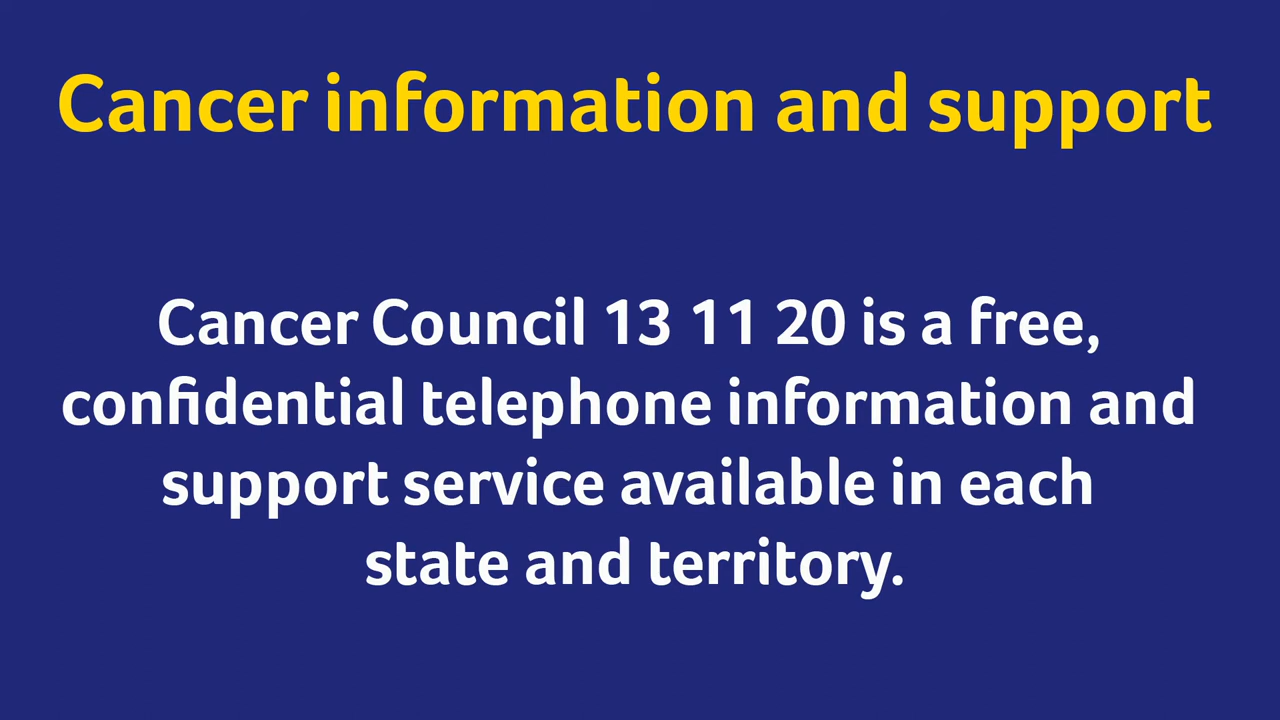 Cancer information and support
Cancer Council 13 11 20 is a free,
confidential telephone information and
support service available in each
state and territory.